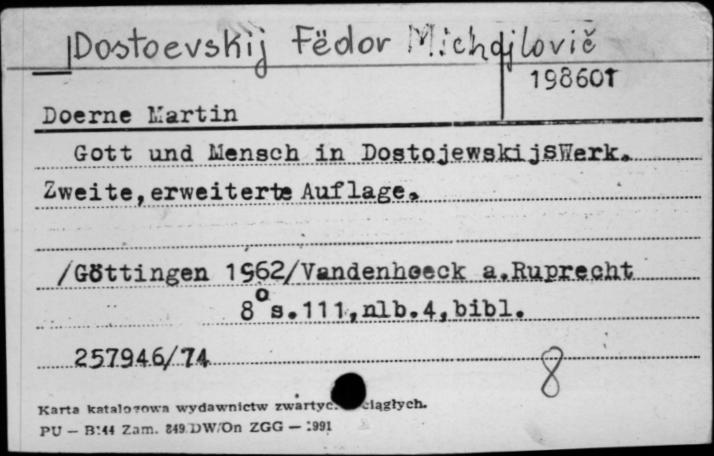 Dostoevskij Fëdor Michajlovič
198601
Doerne Martin
Gott und Mensch in DostojewskijsWerk.
Zweite,erweiterte Auflage.
/Göttingen 1962/Vandenhoeck a.Ruprecht
8° s.111,nlb.4,bibl.
257946/74
8
Karta katalogowa wydawnictw zwartyc. ciągłych.
PU — B144 Zam. 849 DW/On ZGG — 1991